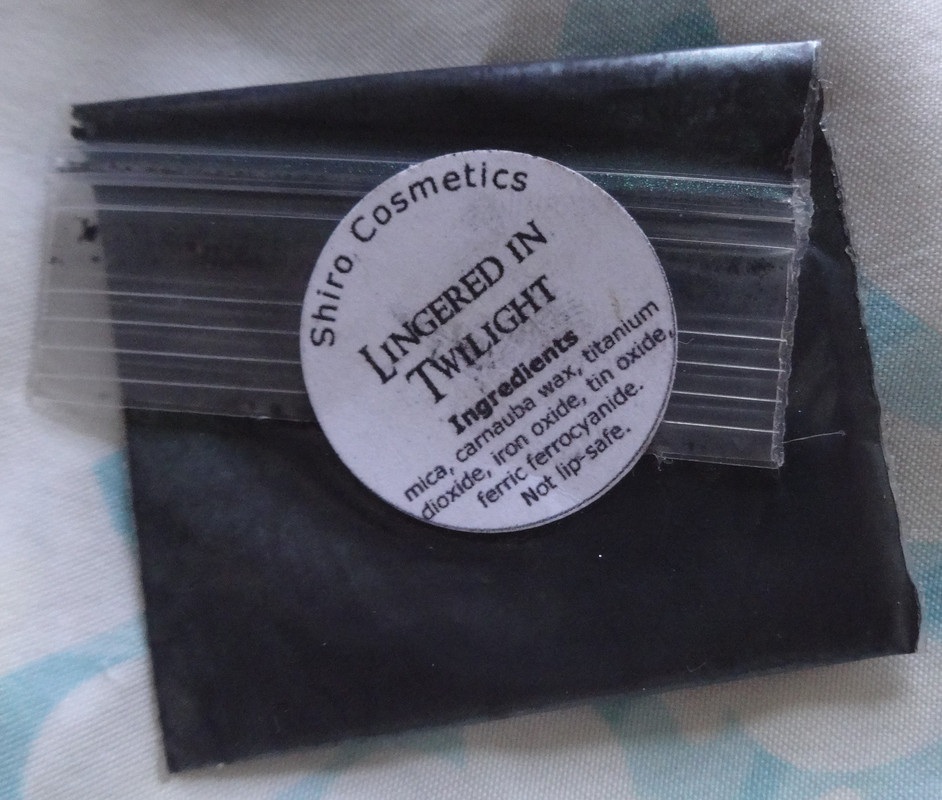 Shiro Cosmetics
LINGERED IN
TWILIGHT
Ingredients
mica, carnauba wax, titanium
dioxide, iron oxide, tin oxide,
ferric ferrocyanide.
Not lip-safe.